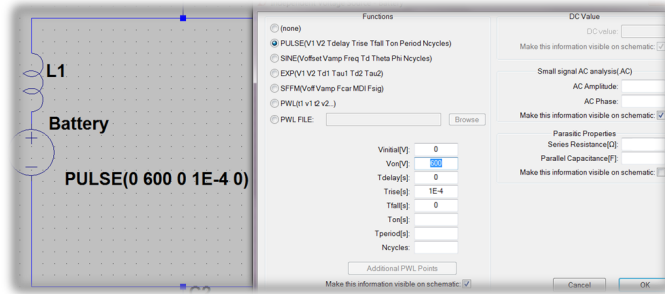 L1
Battery
PULSE(0 600 0 1E-4 0)
Functions
(none)
PULSE(V1 V2 Tdelay Trise Tfall Ton Period Ncycles)
SINE(Voffset Vamp Freq Td Theta Phi Ncycles)
EXP(V1 V2 Td1 Tau1 Td2 Tau2)
SFFM(Voff Vamp Fcar MDI Fsig)
PWL(t1 v1 t2 v2...)
PWL FILE:
Browse
Vinitial[V]: 0
Von[V]: 600
Tdelay[s]: 0
Trise[s]: 1E-4
Tfall[s]: 0
Ton[s]:
Tperiod[s]:
Ncycles:
Additional PWL Points
Make this information visible on schematic:
DC Value
DC value:
Make this information visible on schematic:
Small signal AC analysis(.AC)
AC Amplitude:
AC Phase:
Make this information visible on schematic:
Parasitic Properties
Series Resistance[Ω]:
Parallel Capacitance[F]:
Make this information visible on schematic:
Cancel
OK